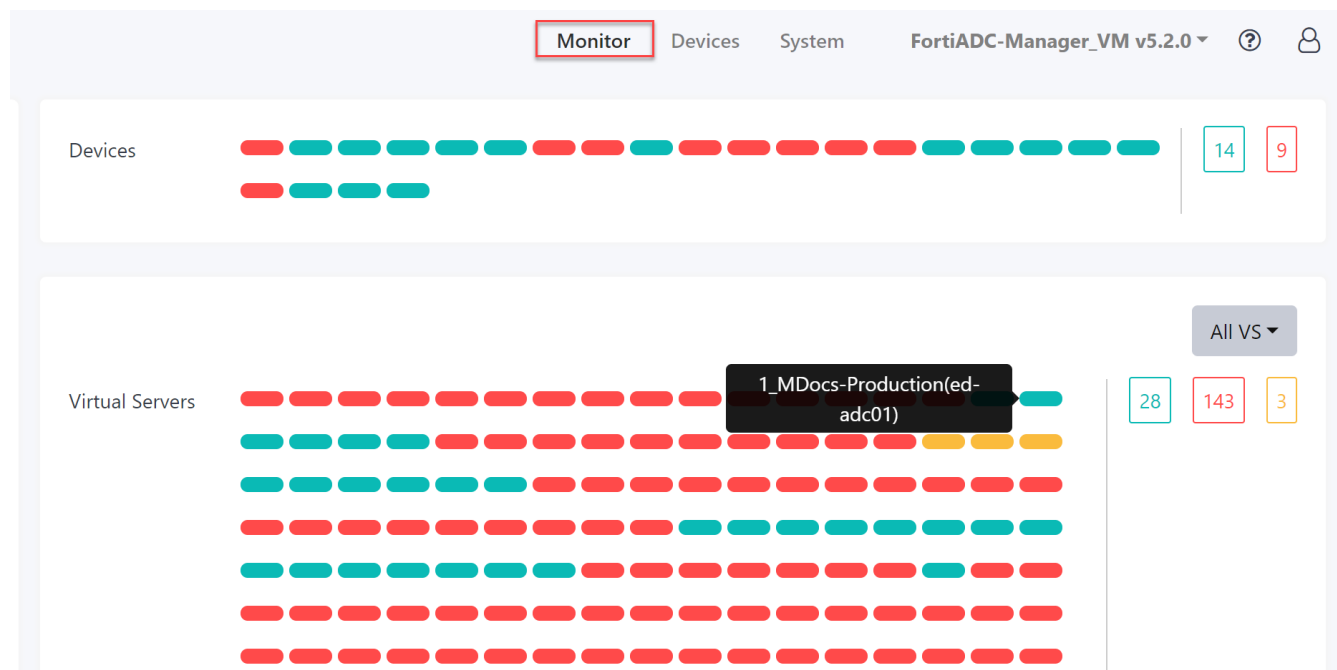 Monitor Devices System FortiADC-Manager_VM v5.2.0
Devices 14 9
All VS
1_MDocs-Production(ed-
adc01)
Virtual Servers 28 143 3